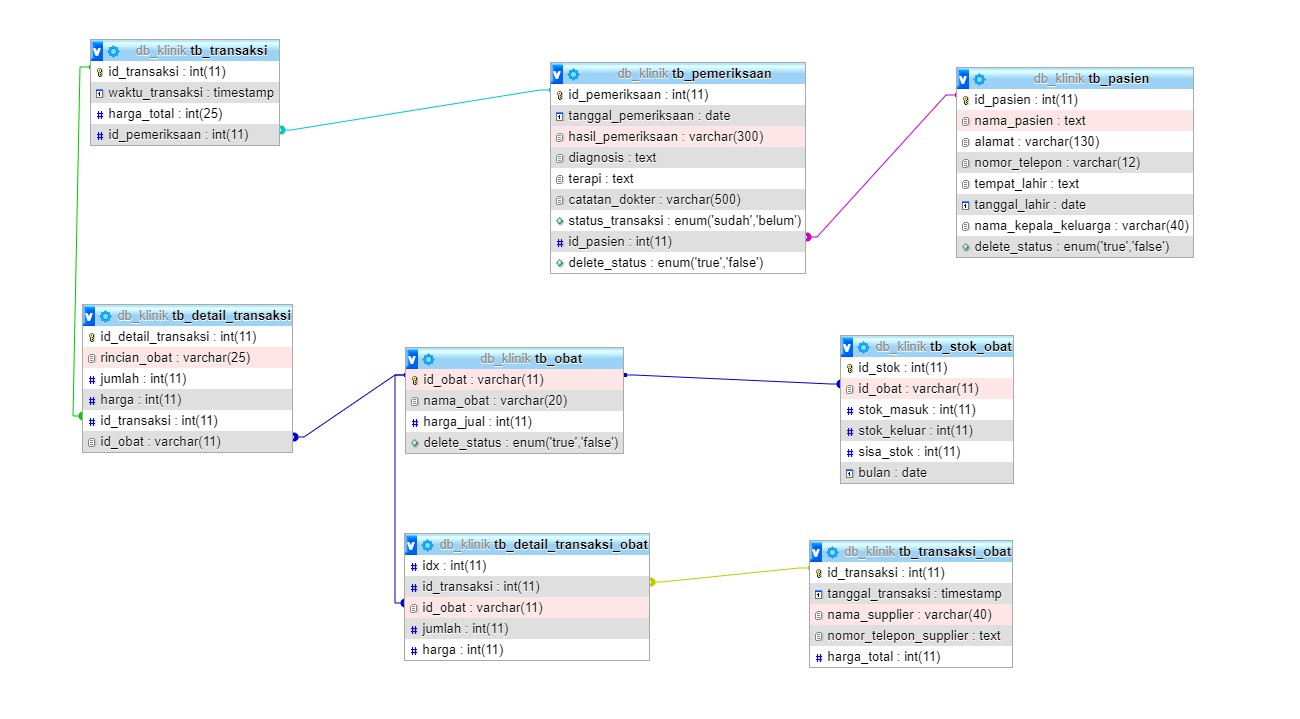 db_klinik tb_transaksi
id_transaksi : int(11)
waktu_transaksi : timestamp
harga_total : int(25)
id_pemeriksaan : int(11)
db_klinik tb_pemeriksaan
id_pemeriksaan : int(11)
tanggal_pemeriksaan : date
hasil_pemeriksaan : varchar(300)
diagnosis : text
terapi : text
catatan_dokter : varchar(500)
status_transaksi : enum('sudah','belum')
id_pasien : int(11)
delete_status : enum('true','false')
db_klinik tb_pasien
id_pasien : int(11)
nama_pasien : text
alamat : varchar(130)
nomor_telepon : varchar(12)
tempat_lahir : text
tanggal_lahir : date
nama_kepala_keluarga : varchar(40)
delete_status : enum('true','false')
db_klinik tb_detail_transaksi
id_detail_transaksi : int(11)
rincian_obat : varchar(25)
jumlah : int(11)
harga : int(11)
id_transaksi : int(11)
id_obat : varchar(11)
db_klinik tb_obat
id_obat : varchar(11)
nama_obat : varchar(20)
harga_jual : int(11)
delete_status : enum('true','false')
db_klinik tb_stok_obat
id_stok : int(11)
id_obat : varchar(11)
stok_masuk : int(11)
stok_keluar : int(11)
sisa_stok : int(11)
bulan : date
db_klinik tb_detail_transaksi_obat
idx : int(11)
id_transaksi : int(11)
id_obat : varchar(11)
jumlah : int(11)
harga : int(11)
db_klinik tb_transaksi_obat
id_transaksi : int(11)
tanggal_transaksi : timestamp
nama_supplier : varchar(40)
nomor_telepon_supplier : text
harga_total : int(11)